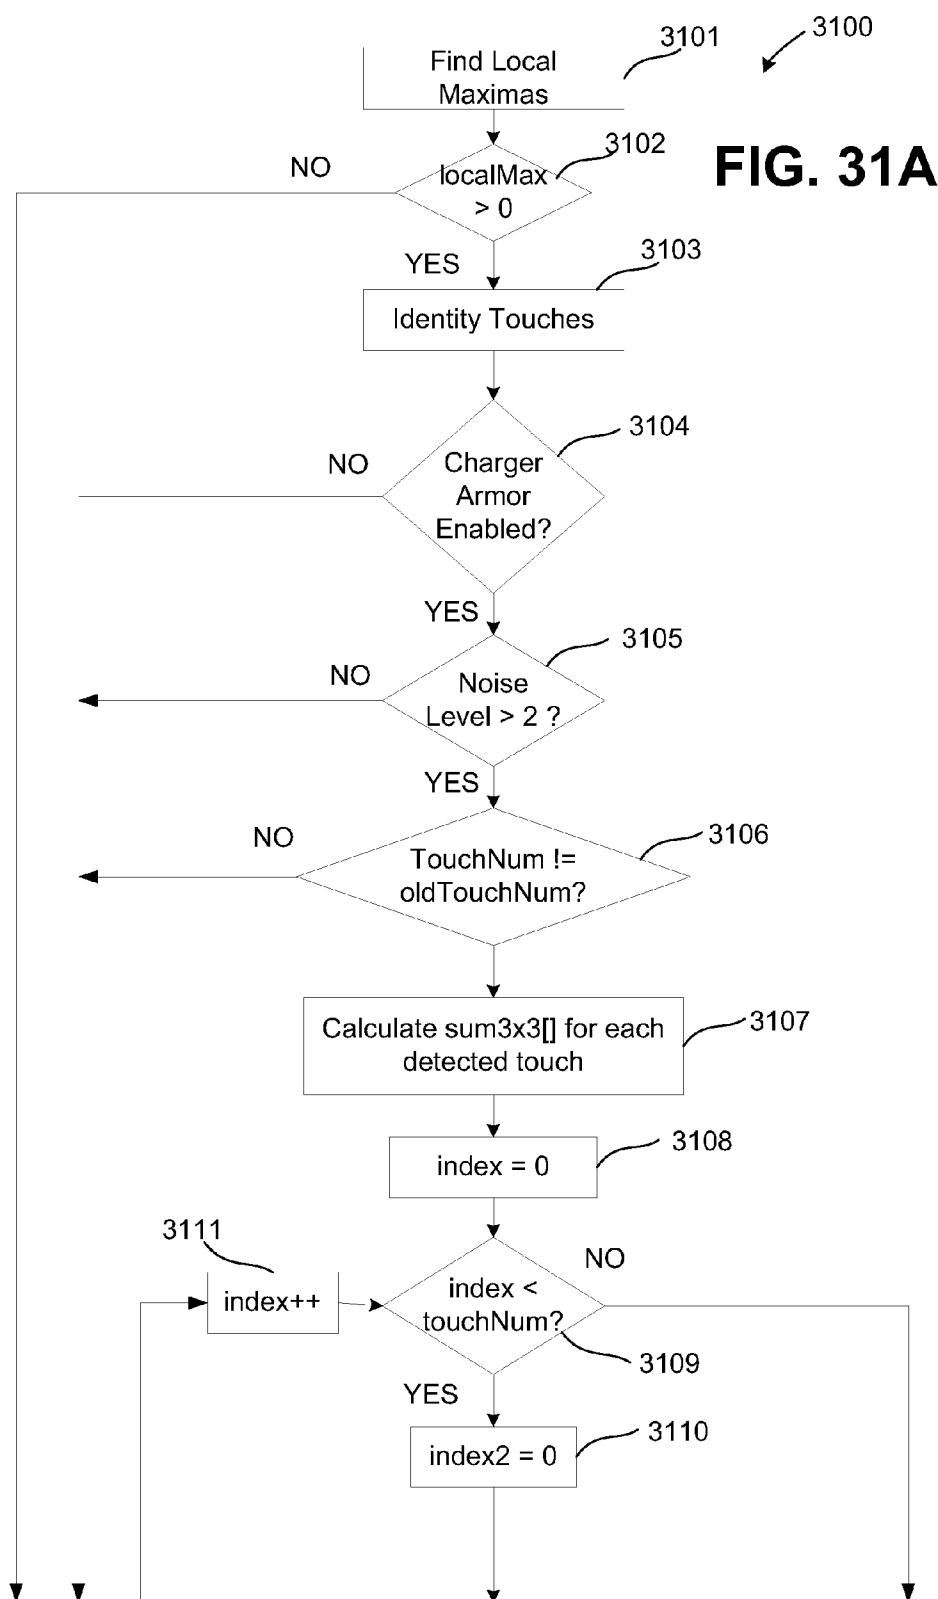 3100
3101
Find Local
Maximas
FIG. 31A
3102
NO
localMax
> 0
YES
3103
Identity Touches
3104
NO
Charger
Armor
Enabled?
YES
3105
NO
Noise
Level > 2 ?
YES
3106
NO
TouchNum !=
oldTouchNum?
Calculate sum3x3[] for each
detected touch
3107
index = 0
3108
3111
index++
index <
touchNum?
NO
3109
YES
index2 = 0
3110